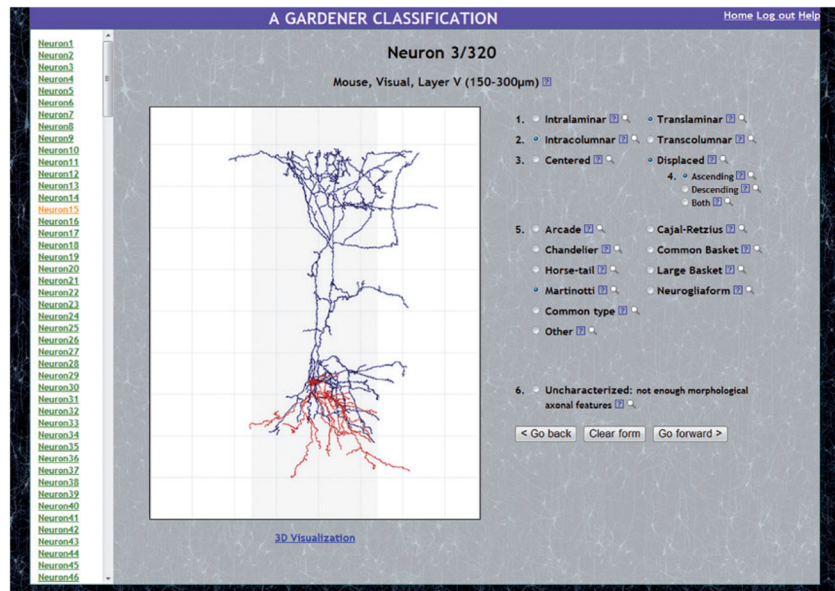 A GARDENER CLASSIFICATION
Home Log out Help
Neuron1
Neuron2
Neuron3
Neuron4
Neuron5
Neuron6
Neuron7
Neuron8
Neuron9
Neuron10
Neuron11
Neuron12
Neuron13
Neuron14
Neuron15
Neuron16
Neuron17
Neuron18
Neuron19
Neuron20
Neuron21
Neuron22
Neuron23
Neuron24
Neuron25
Neuron26
Neuron27
Neuron28
Neuron29
Neuron30
Neuron31
Neuron32
Neuron33
Neuron34
Neuron35
Neuron36
Neuron37
Neuron38
Neuron39
Neuron40
Neuron41
Neuron42
Neuron43
Neuron44
Neuron45
Neuron46
Neuron 3/320
Mouse, Visual, Layer V (150-300µm) ?
3D Visualization
1. Intralaminar ? Translaminar ?
2. Intracolumnar ? Transcolumnar ?
3. Centered ? Displaced ?
4. Ascending ?
Descending ?
Both ?
5. Arcade ? Cajal-Retzius ?
Chandelier ? Common Basket ?
Horse-tail ? Large Basket ?
Martinotti ? Neurogliaform ?
Common type ?
Other ?
6. Uncharacterized: not enough morphological
axonal features ?
< Go back Clear form Go forward >